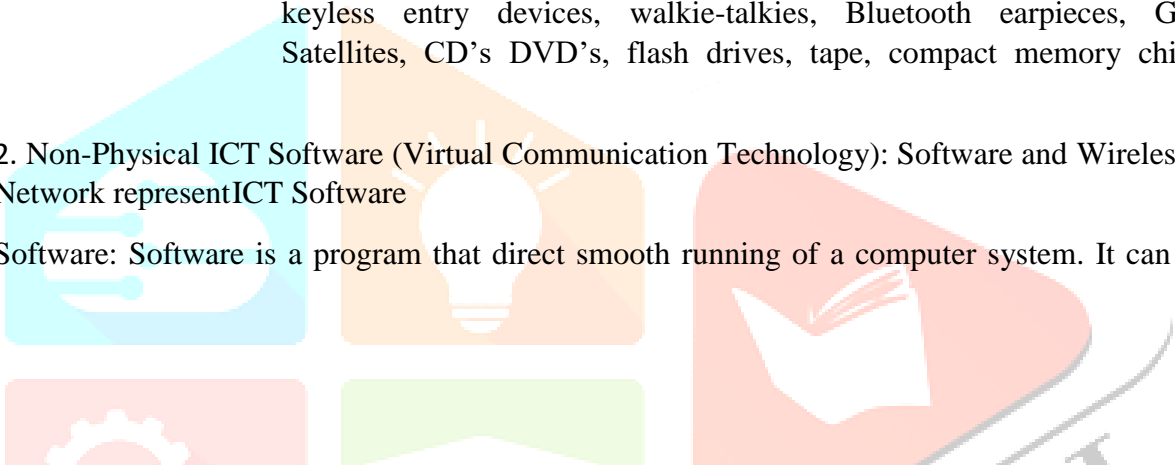 keyless entry devices, walkie-talkies, Bluetooth earpieces,
Satellites, CD's DVD's, flash drives, tape, compact memory
2. Non-Physical ICT Software (Virtual Communication Technology): Software and
Network representICT Software
Software: Software is a program that direct smooth running of a computer system. It can